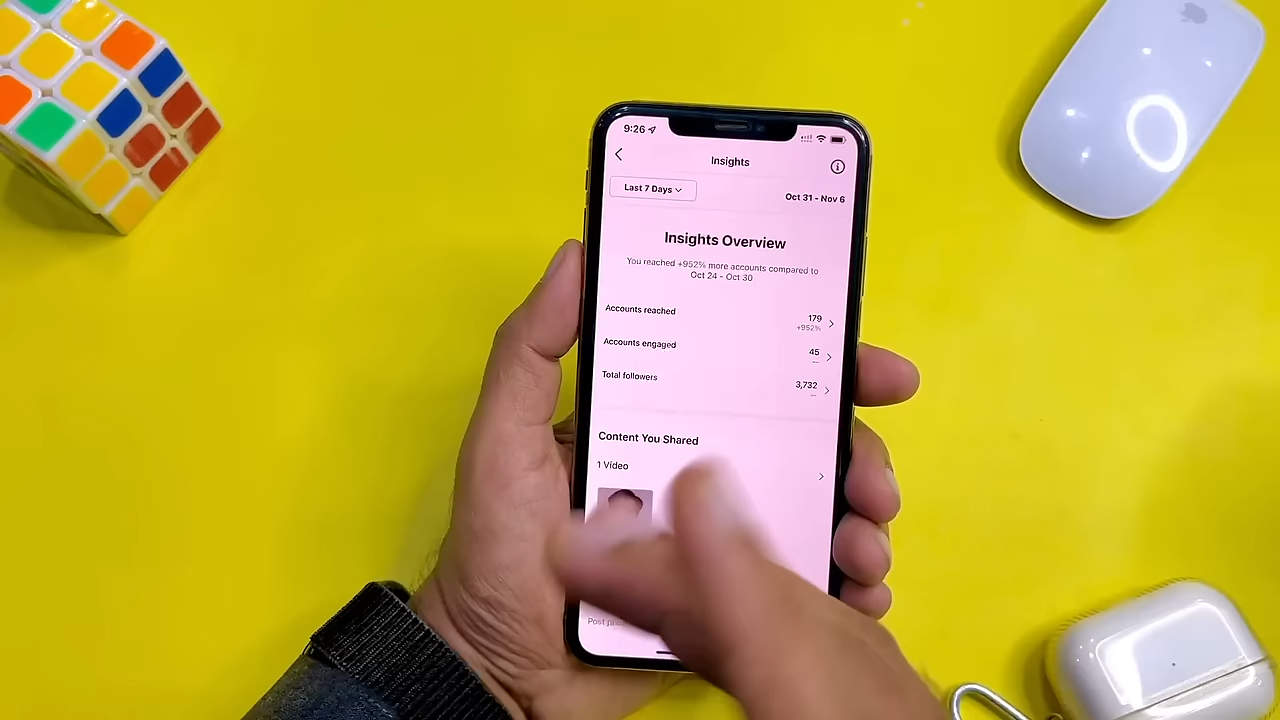 9:26
Insights
Last 7 Days
Oct 31 - Nov 6
Insights Overview
You reached +952% more accounts compared to
Oct 24 - Oct 30
Accounts reached 179
+952%
Accounts engaged 45
--
Total followers 3,732
--
Content You Shared
1 Video
Post